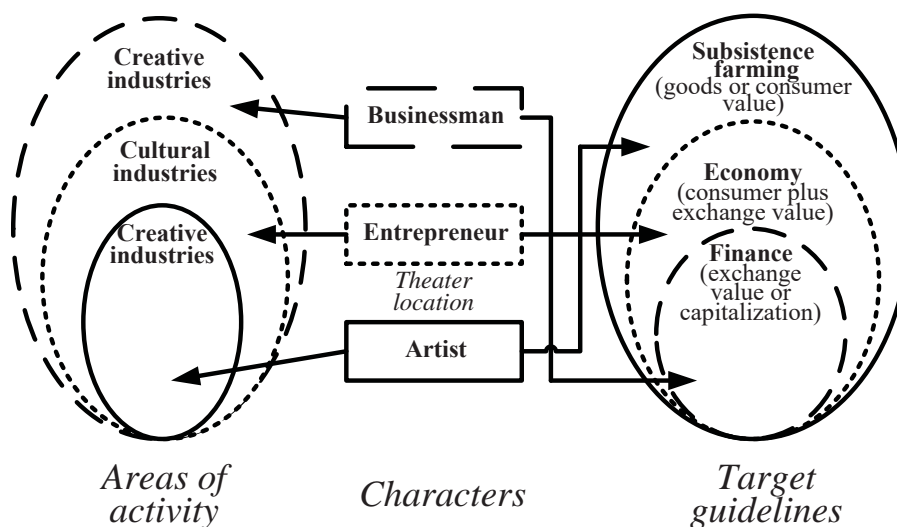 Creative
industries
Cultural
industries
Creative
industries
Areas of
activity
Businessman
Entrepreneur
Theater
location
Artist
Characters
Subsistence
farming
(goods or consumer
value)
Economy
(consumer plus
exchange value)
Finance
(exchange
value or
capitalization)
Target
guidelines